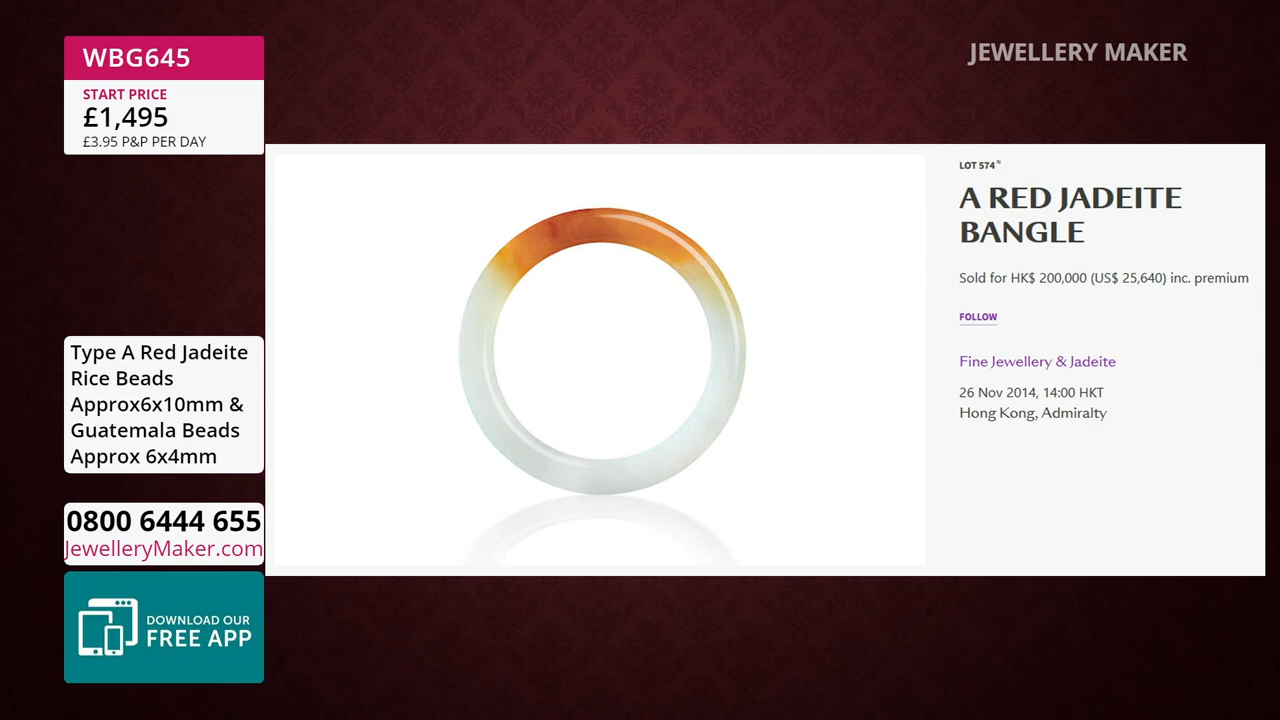 WBG645
START PRICE
£1,495
£3.95 P&P PER DAY
JEWELLERY MAKER
LOT 574≈
A RED JADEITE
BANGLE
Sold for HK$ 200,000 (US$ 25,640) inc. premium
FOLLOW
Fine Jewellery & Jadeite
26 Nov 2014, 14:00 HKT
Hong Kong, Admiralty
Type A Red Jadeite
Rice Beads
Approx6x10mm &
Guatemala Beads
Approx 6x4mm
0800 6444 655
JewelleryMaker.com
DOWNLOAD OUR
FREE APP